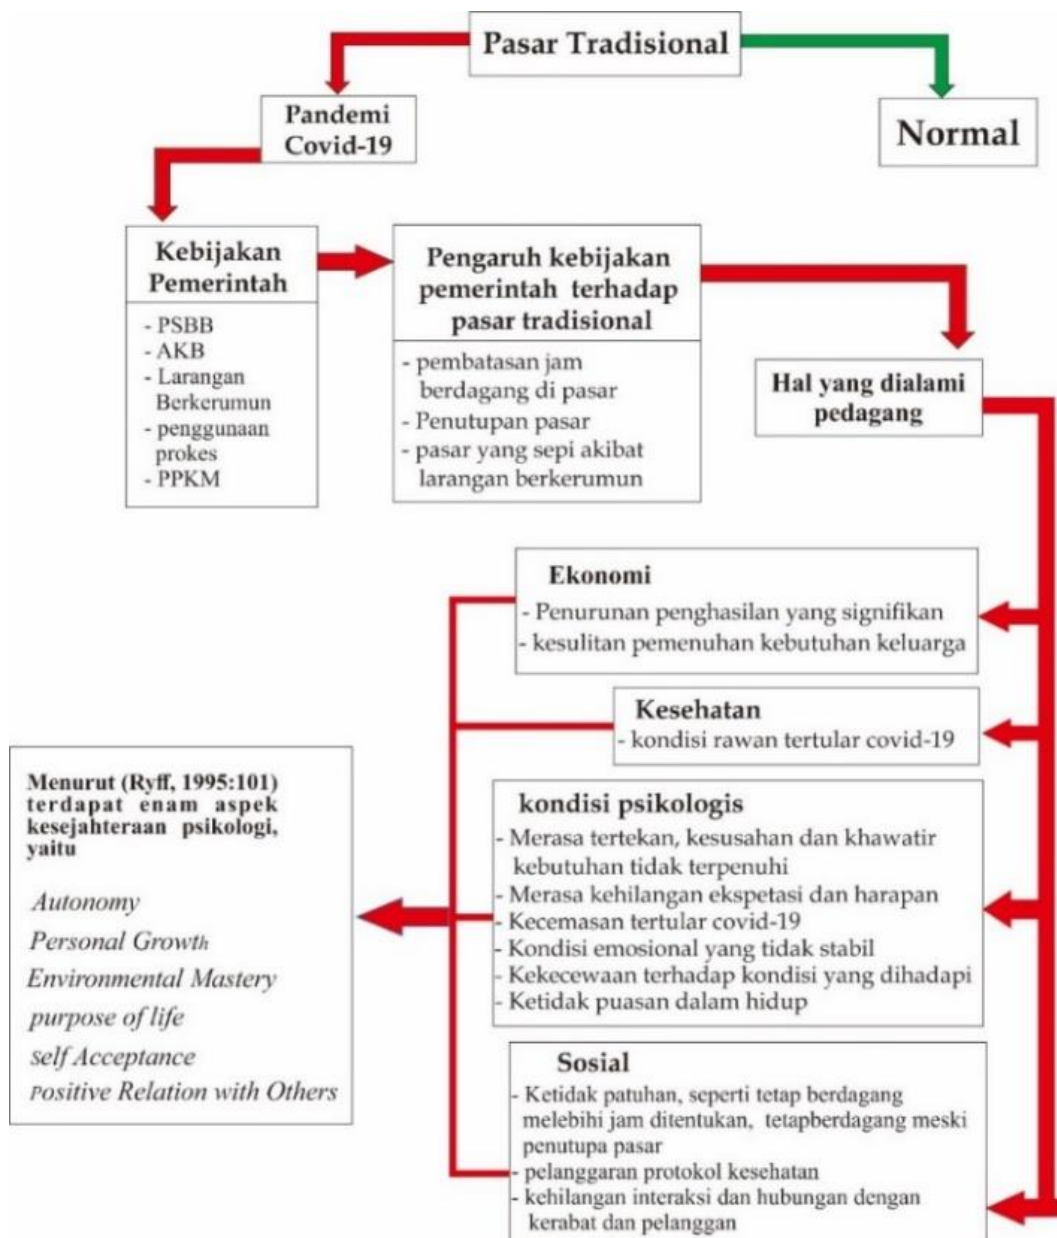 Pasar Tradisional
Pandemi
Covid-19
Normal
Kebijakan
Pemerintah
- PSBB
- AKB
- Larangan
Berkerumun
- penggunaan
prokes
- PPKM
Pengaruh kebijakan
pemerintah terhadap
pasar tradisional
- pembatasan jam
berdagang di pasar
- Penutupan pasar
- pasar yang sepi akibat
larangan berkerumun
Hal yang dialami
pedagang
Ekonomi
- Penurunan penghasilan yang signifikan
- kesulitan pemenuhan kebutuhan keluarga
Kesehatan
- kondisi rawan tertular covid-19
kondisi psikologis
- Merasa tertekan, kesusahan dan khawatir
kebutuhan tidak terpenuhi
- Merasa kehilangan ekspetasi dan harapan
- Kecemasan tertular covid-19
- Kondisi emosional yang tidak stabil
- Kekecewaan terhadap kondisi yang dihadapi
- Ketidak puasan dalam hidup
Sosial
- Ketidak patuhan, seperti tetap berdagang
melebihi jam ditentukan, tetapberdagang meski
penutupa pasar
- pelanggaran protokol kesehatan
- kehilangan interaksi dan hubungan dengan
kerabat dan pelanggan
Menurut (Ryff, 1995:101)
terdapat enam aspek
kesejahteraan psikologi,
yaitu
Autonomy
Personal Growth
Environmental Mastery
purpose of life
self Acceptance
Positive Relation with Others